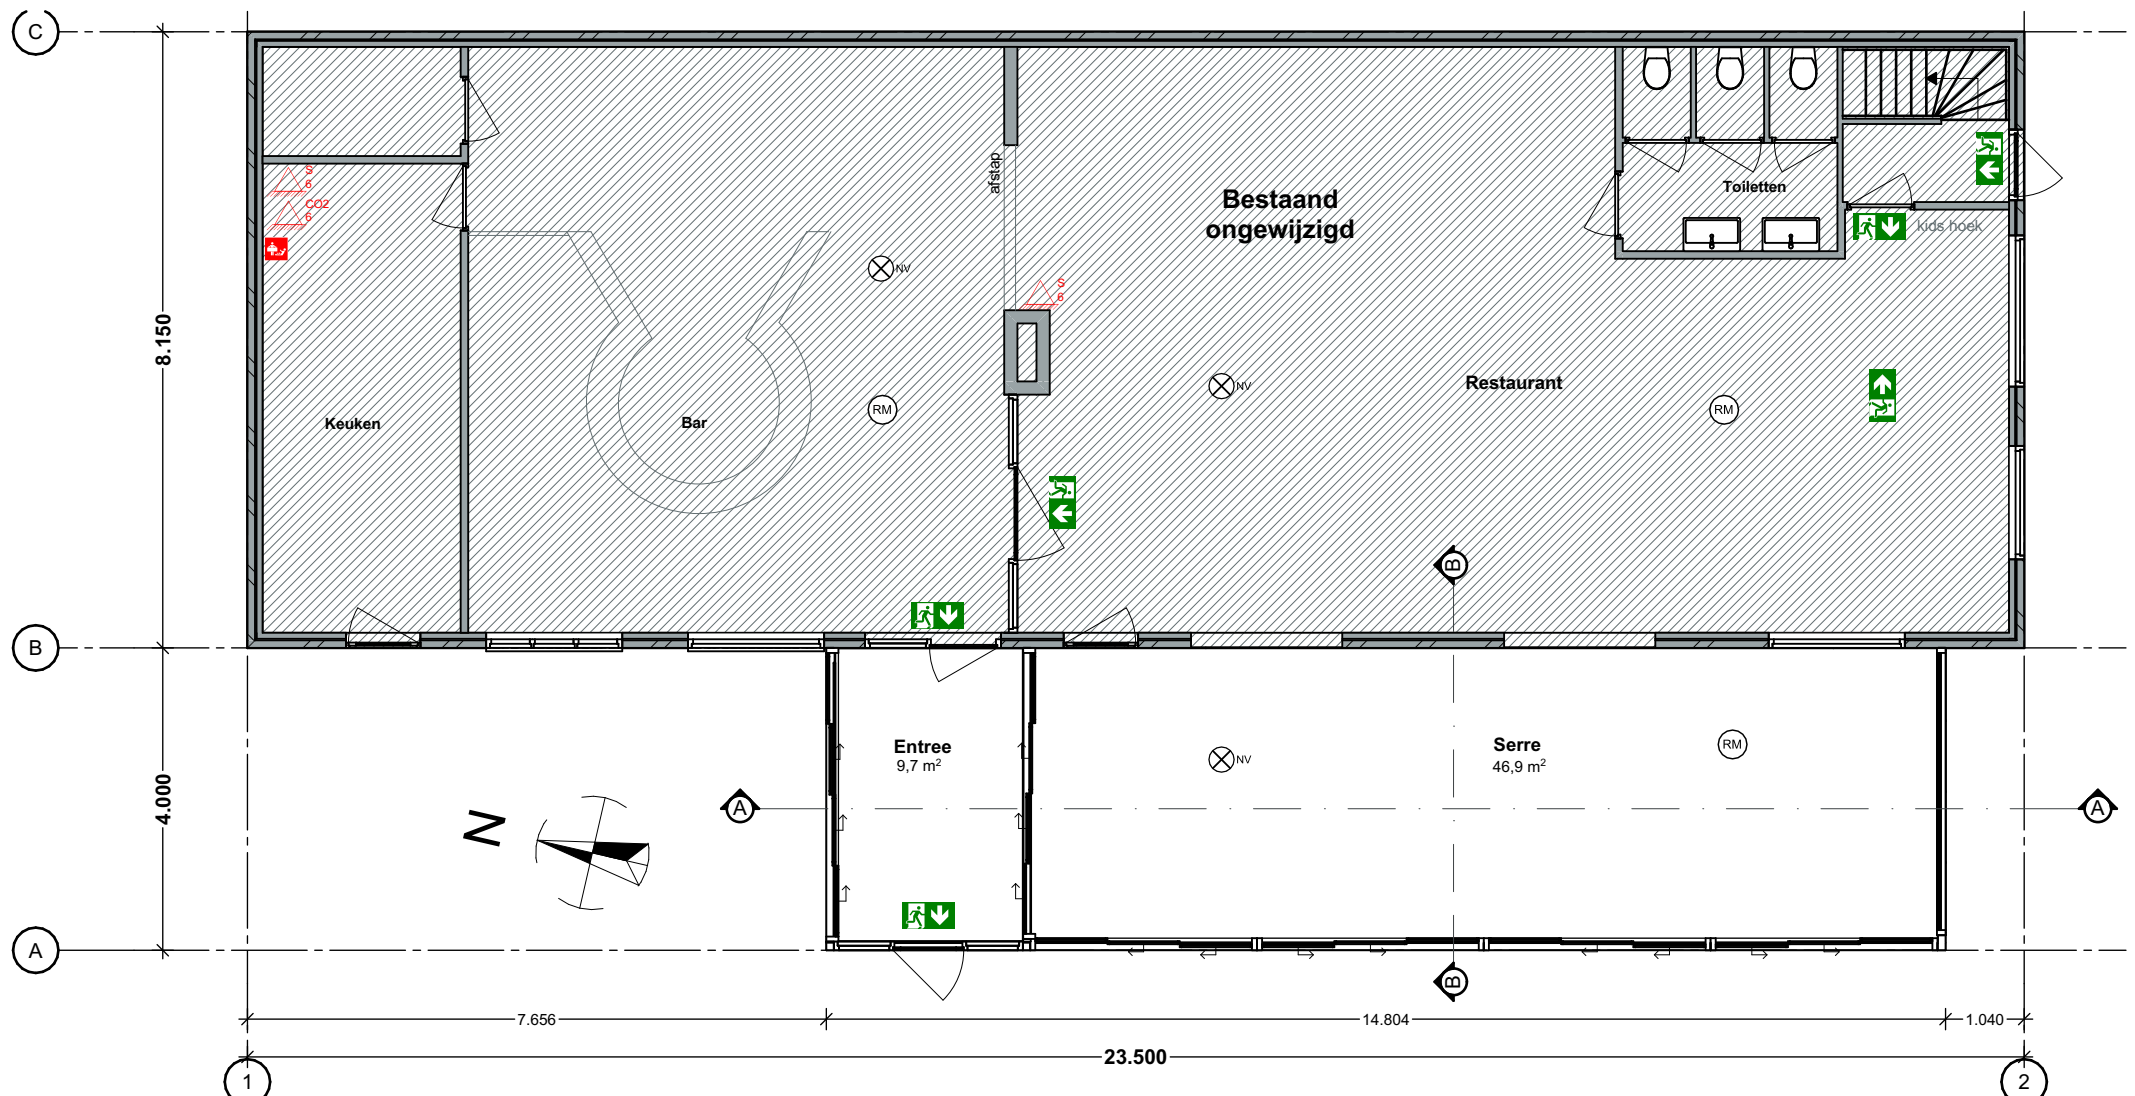 C
afstap
S
6
CO2
6
Bestaand
ongewijzigd
Toiletten
kids hoek
NV
S
6
8.150
NV
Restaurant
RM
RM
Keuken
Bar
B
B
Entree
9,7 m²
Serre
46,9 m²
NV
RM
4.000
N
A
A
A
B
7.656
14.804
1.040
23.500
1
2